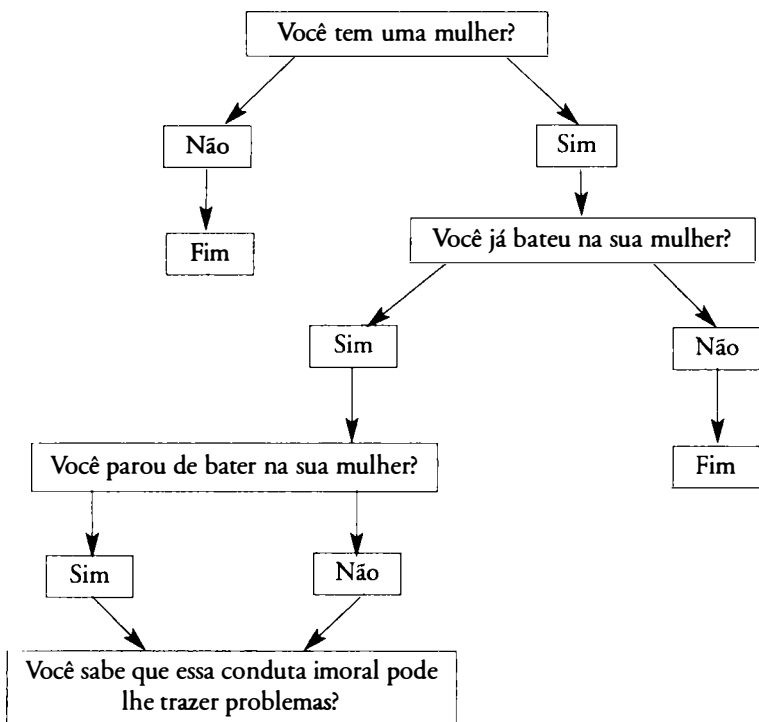 Você tem uma mulher?
Não
Sim
Fim
Você já bateu na sua mulher?
Sim
Não
Você parou de bater na sua mulher?
Fim
Sim
Não
Você sabe que essa conduta imoral pode
lhe trazer problemas?